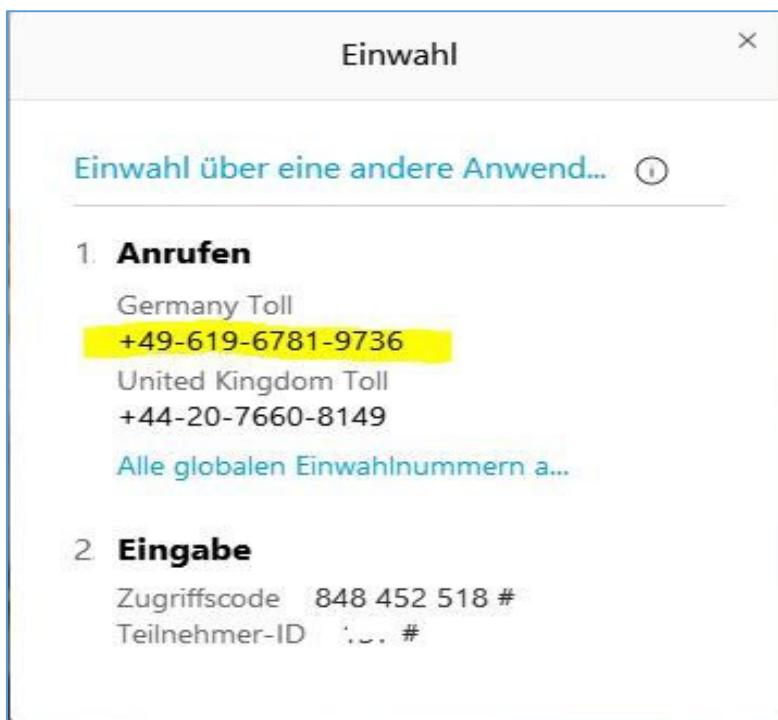 Einwahl
Einwahl über eine andere Anwend...
1. Anrufen
Germany Toll
+49-619-6781-9736
United Kingdom Toll
+44-20-7660-8149
Alle globalen Einwahlnummern a...
2 Eingabe
Zugriffscode 848 452 518 #
Teilnehmer-ID #